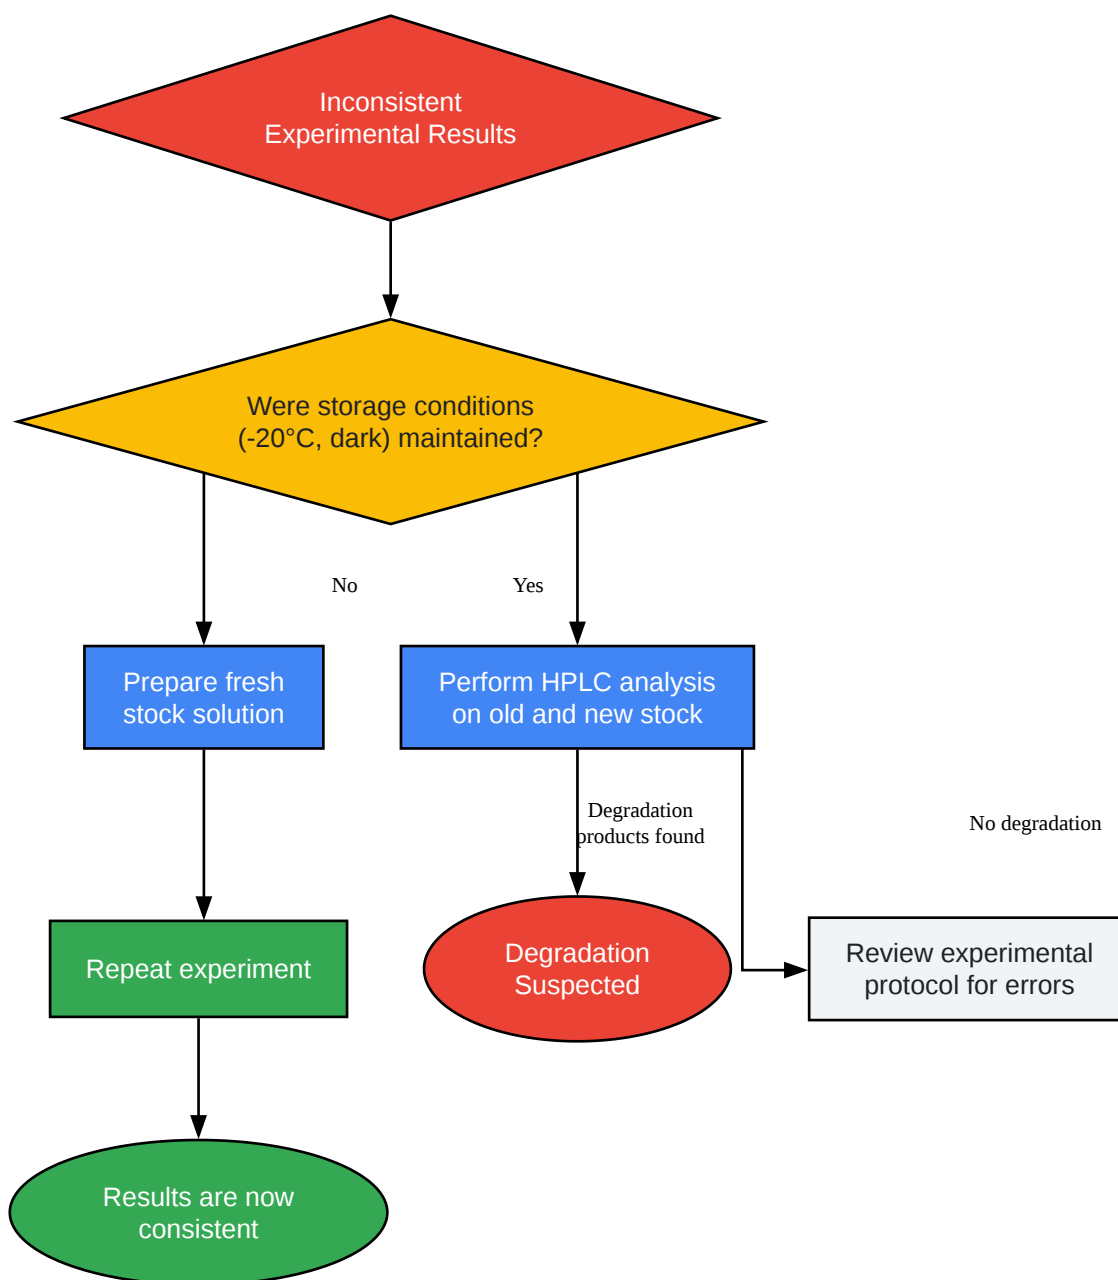 Inconsistent
Experimental Results
Were storage conditions
(-20°C, dark) maintained?
No
Yes
Prepare fresh
stock solution
Perform HPLC analysis
on old and new stock
Degradation
products found
No degradation
Repeat experiment
Degradation
Suspected
Review experimental
protocol for errors
Results are now
consistent